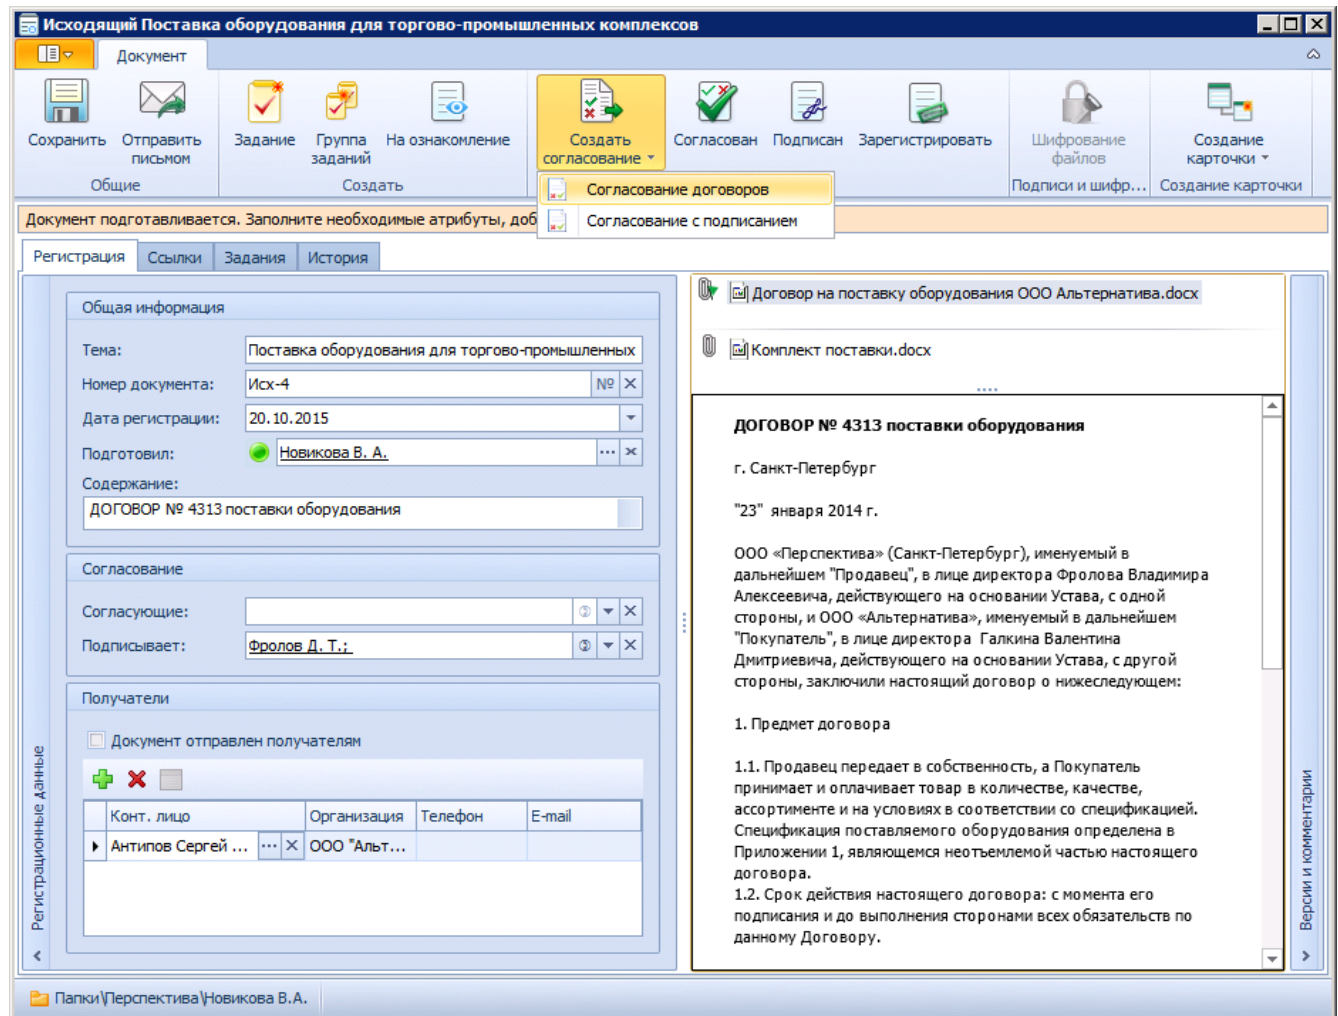 Исходящий Поставка оборудования для торгово-промышленных комплексов
Документ
Сохранить
Отправить
письмом
Задание
Группа
заданий
На ознакомление
Создать
согласование
Согласован
Подписан
Зарегистрировать
Шифрование
файлов
Создание
карточки
Общие
Создать
Подписи и шифр...
Создание карточки
Согласование договоров
Согласование с подписанием
Документ подготавливается. Заполните необходимые атрибуты, доб
Регистрация
Ссылки
Задания
История
Регистрационные данные
Общая информация
Тема:
Поставка оборудования для торгово-промышленных
Номер документа:
Исх-4
№
Дата регистрации:
20.10.2015
Подготовил:
Новикова В. А.
...
Содержание:
ДОГОВОР № 4313 поставки оборудования
Согласование
Согласующие:
Подписывает:
Фролов Д. Т.;
Получатели
Документ отправлен получателям
Конт. лицо
Организация
Телефон
E-mail
Антипов Сергей ...
...
ООО "Альт...
Договор на поставку оборудования ООО Альтернатива.docx
Комплект поставки.docx
ДОГОВОР № 4313 поставки оборудования
г. Санкт-Петербург
"23" января 2014 г.
ООО «Перспектива» (Санкт-Петербург), именуемый в
дальнейшем "Продавец", в лице директора Фролова Владимира
Алексеевича, действующего на основании Устава, с одной
стороны, и ООО «Альтернатива», именуемый в дальнейшем
"Покупатель", в лице директора Галкина Валентина
Дмитриевича, действующего на основании Устава, с другой
стороны, заключили настоящий договор о нижеследующем:
1. Предмет договора
1.1. Продавец передает в собственность, а Покупатель
принимает и оплачивает товар в количестве, качестве,
ассортименте и на условиях в соответствии со спецификацией.
Спецификация поставляемого оборудования определена в
Приложении 1, являющемся неотъемлемой частью настоящего
договора.
1.2. Срок действия настоящего договора: с момента его
подписания и до выполнения сторонами всех обязательств по
данному Договору.
Версии и комментарии
Папки\Перспектива\Новикова В.А.